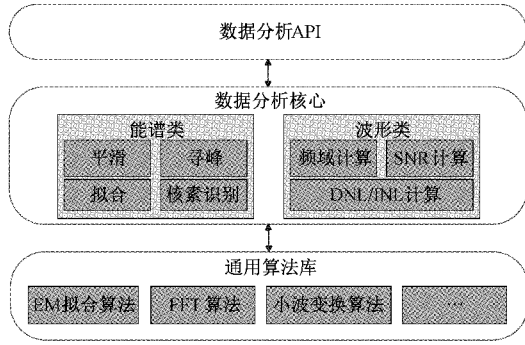 数据分析API
数据分析核心
能谱类
波形类
平滑
寻峰
频域计算
SNR计算
拟合
核素识别
DNL/INL计算
通用算法库
EM拟合算法
FFT算法
小波变换算法
…